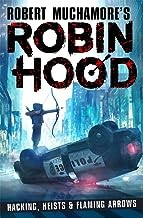 ROBERT MUCHAMORE'S
ROBIN
HOOD
HACKING, HEISTS & FLAMING ARROWS